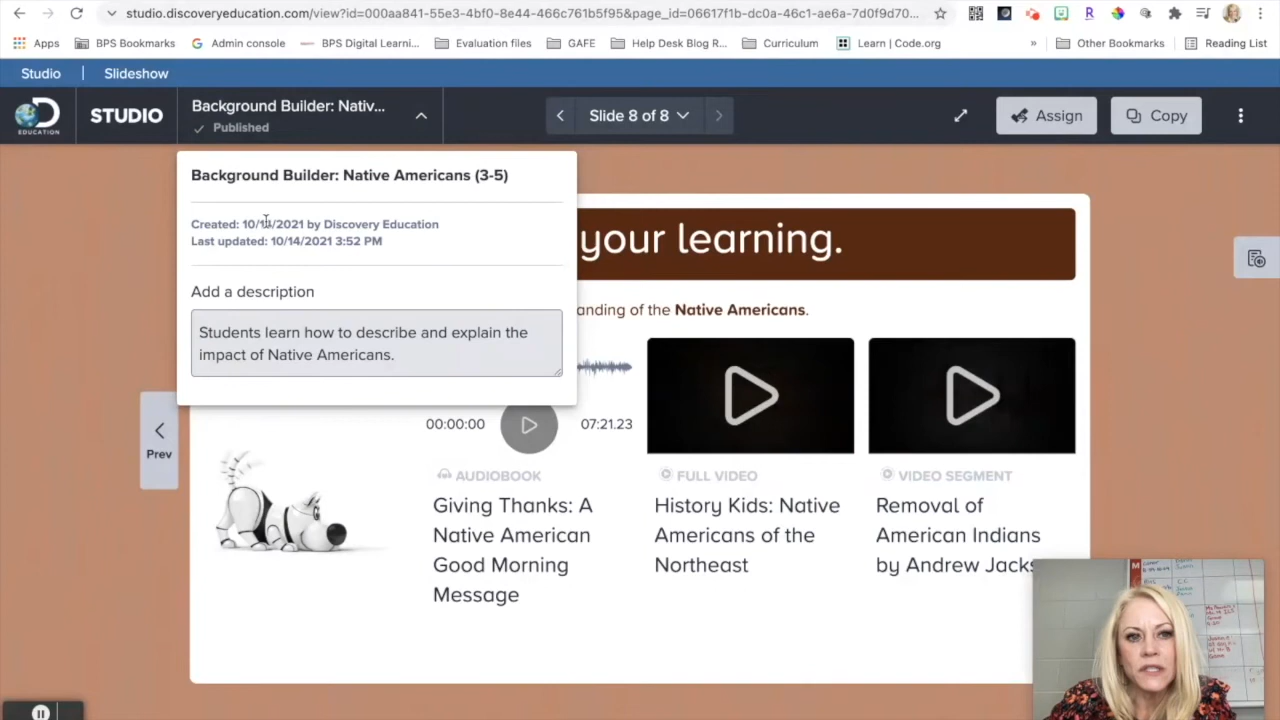 studio.discoveryeducation.com/view?id=000aa841-55e3-4bf0-8e44-466c761b5f95&page_id=06617f1b-dc0a-46c1-ae6a-7d0f9d70...
Apps BPS Bookmarks Admin console BPS Digital Learni... Evaluation files GAFE Help Desk Blog R... Curriculum Learn | Code.org » Other Bookmarks Reading List
Studio | Slideshow
EDUCATION STUDIO Background Builder: Nativ... Published Slide 8 of 8 Assign Copy
Background Builder: Native Americans (3-5)
your learning.
Created: 10/14/2021 by Discovery Education
Last updated: 10/14/2021 3:52 PM
Add a description
anding of the Native Americans.
Students learn how to describe and explain the
impact of Native Americans.
00:00:00 07:21.23
Prev
AUDIOBOOK
Giving Thanks: A
Native American
Good Morning
Message
FULL VIDEO
History Kids: Native
Americans of the
Northeast
VIDEO SEGMENT
Removal of
American Indians
by Andrew Jacks